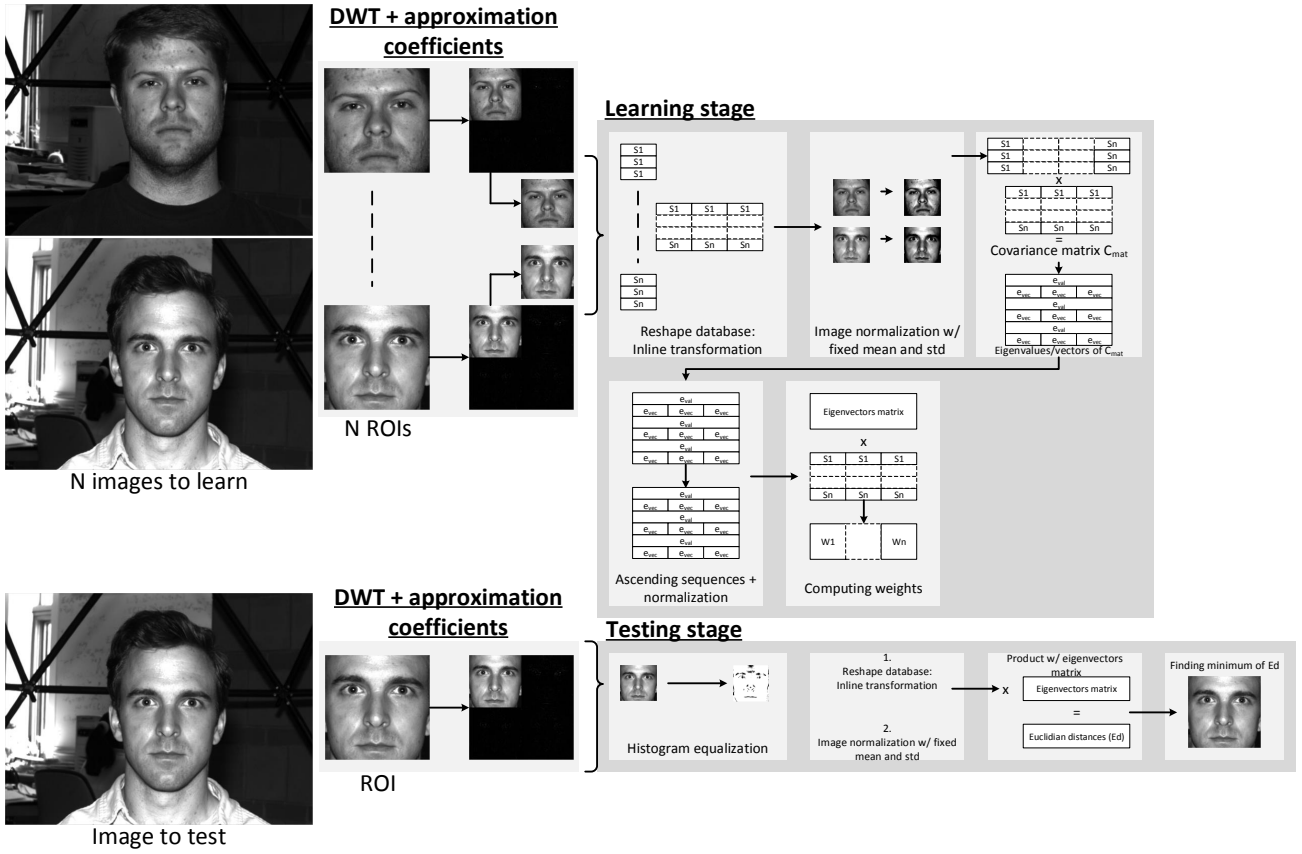 DWT + approximation
coefficients
N images to learn
N ROIs
Learning stage
S1
S1
S1
Sn
Sn
Sn
S1 S1 S1
Sn Sn Sn
Reshape database:
Inline transformation
Image normalization w/
fixed mean and std
S1 Sn
S1 Sn
S1 Sn
x
S1 S1 S1
Sn Sn Sn
=
Covariance matrix Cmat
eval
evec evec evec
eval
evec evec evec
eval
evec evec evec
Eigenvalues/vectors of Cmat
eval
evec evec evec
eval
evec evec evec
eval
evec evec evec
eval
evec evec evec
eval
evec evec evec
eval
evec evec evec
Ascending sequences +
normalization
Eigenvectors matrix
x
S1 S1 S1
Sn Sn Sn
W1 Wn
Computing weights
DWT + approximation
coefficients
Image to test
ROI
Testing stage
Histogram equalization
1.
Reshape database:
Inline transformation
2.
Image normalization w/ fixed
mean and std
Product w/ eigenvectors
matrix
x
Eigenvectors matrix
=
Euclidian distances (Ed)
Finding minimum of Ed